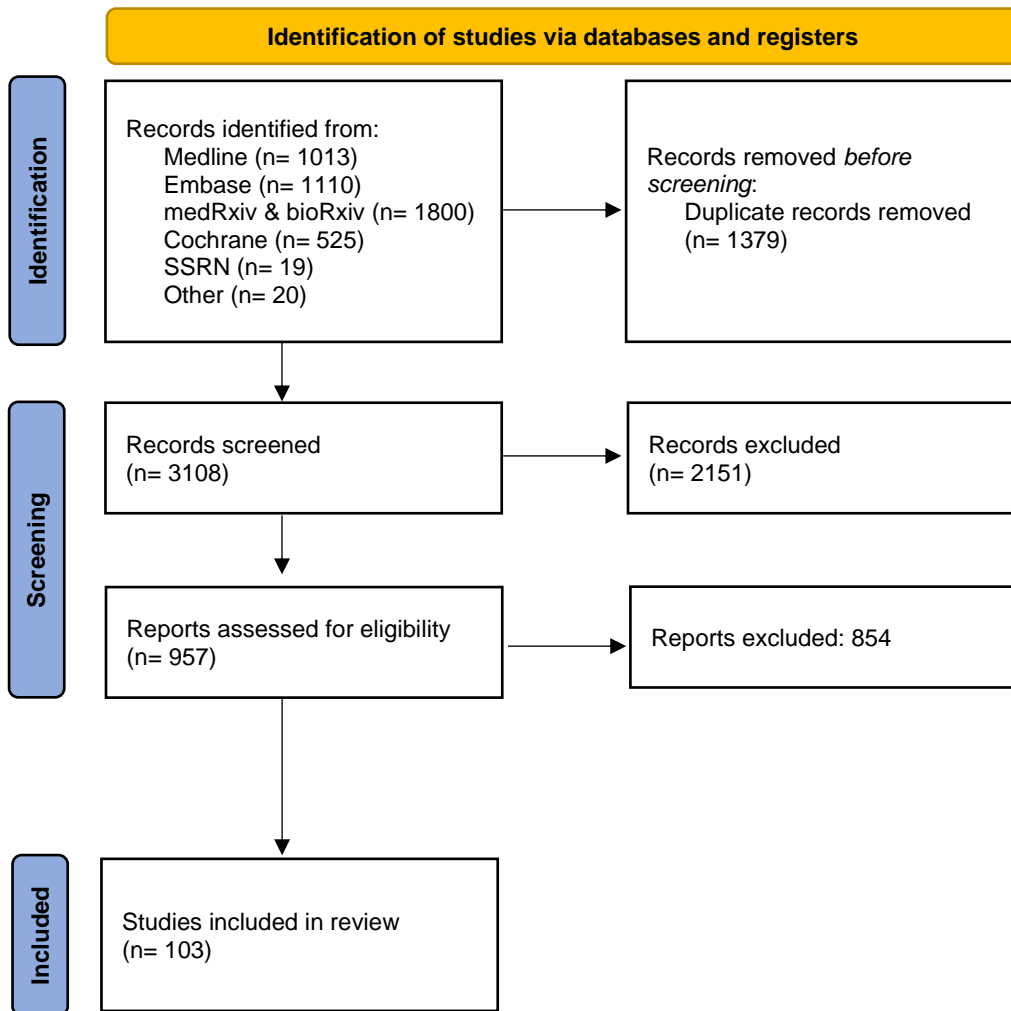 Identification of studies via databases and registers
Identification
Records identified from:
Medline (n= 1013)
Embase (n= 1110)
medRxiv & bioRxiv (n= 1800)
Cochrane (n= 525)
SSRN (n= 19)
Other (n= 20)
Records removed before
screening:
Duplicate records removed
(n= 1379)
Screening
Records screened
(n= 3108)
Records excluded
(n= 2151)
Reports assessed for eligibility
(n= 957)
Reports excluded: 854
Included
Studies included in review
(n= 103)